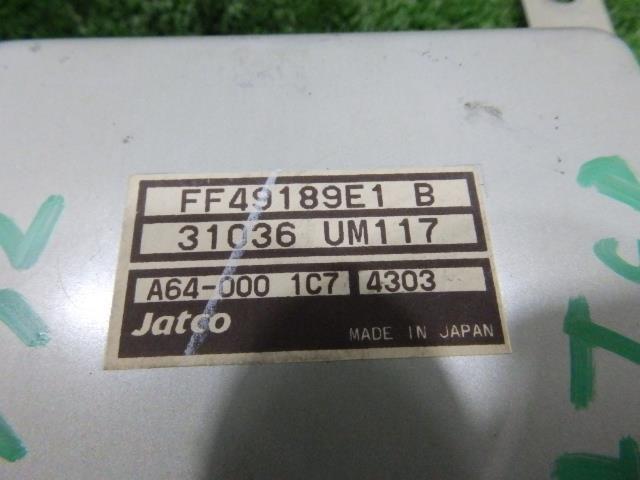 FF49189E1 B
31036 UM117
A64-000 1C7 4303
Jatco MADE IN JAPAN